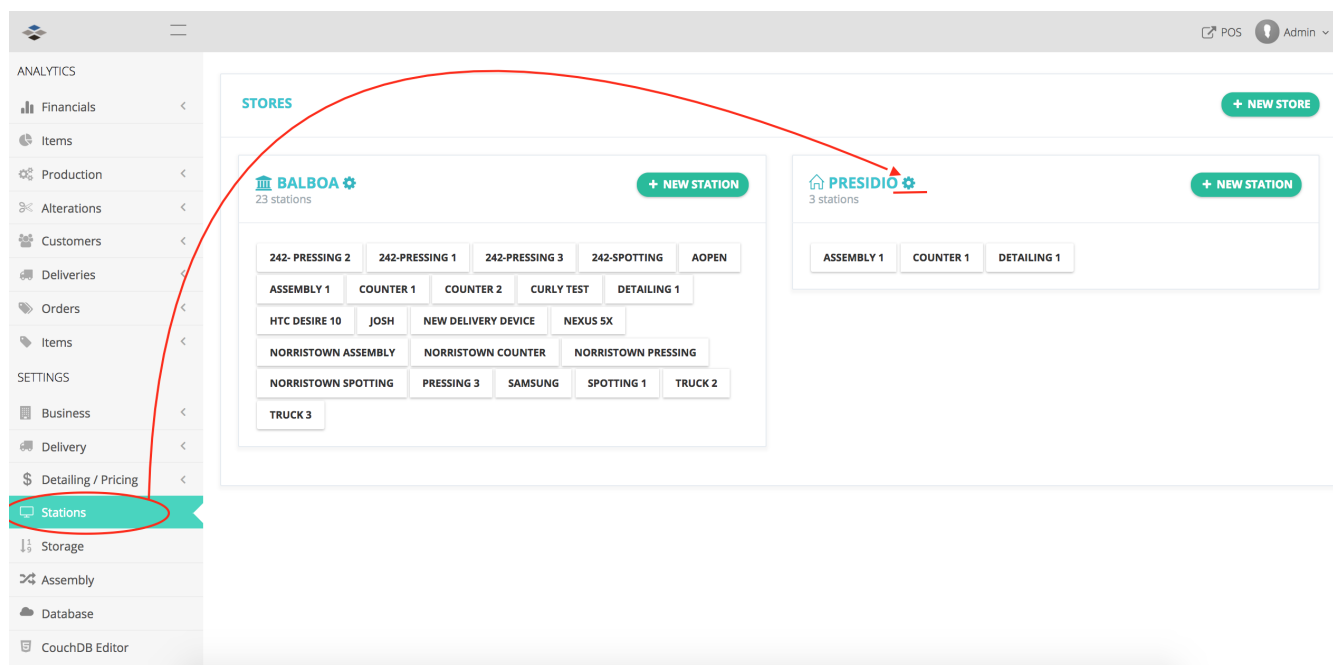 POS Admin
ANALYTICS
Financials
Items
Production
Alterations
Customers
Deliveries
Orders
Items
SETTINGS
Business
Delivery
Detailing / Pricing
Stations
Storage
Assembly
Database
CouchDB Editor
STORES
+ NEW STORE
BALBOA
23 stations
+ NEW STATION
242- PRESSING 2 242-PRESSING 1 242-PRESSING 3 242-SPOTTING AOPEN
ASSEMBLY 1 COUNTER 1 COUNTER 2 CURLY TEST DETAILING 1
HTC DESIRE 10 JOSH NEW DELIVERY DEVICE NEXUS 5X
NORRISTOWN ASSEMBLY NORRISTOWN COUNTER NORRISTOWN PRESSING
NORRISTOWN SPOTTING PRESSING 3 SAMSUNG SPOTTING 1 TRUCK 2
TRUCK 3
PRESIDIO
3 stations
+ NEW STATION
ASSEMBLY 1 COUNTER 1 DETAILING 1